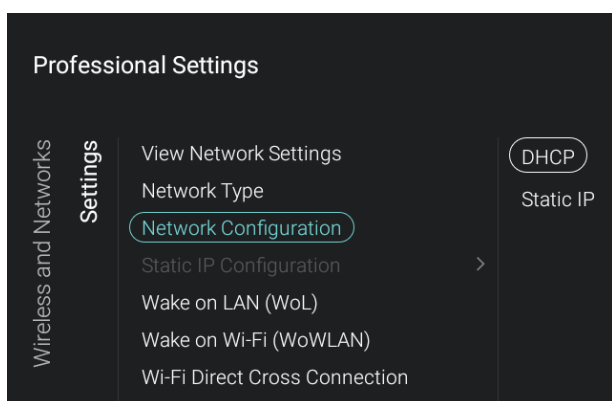 Professional Settings
Wireless and Networks
Settings
View Network Settings
Network Type
Network Configuration
Static IP Configuration
Wake on LAN (WoL)
Wake on Wi-Fi (WoWLAN)
Wi-Fi Direct Cross Connection
DHCP
Static IP